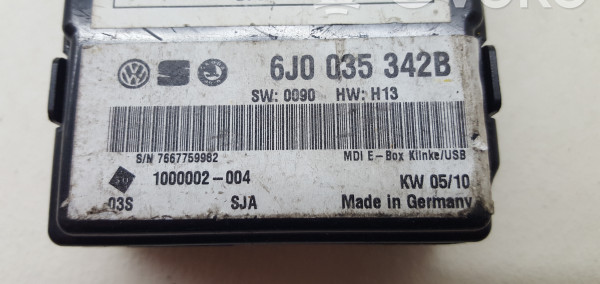 6J0 035 342B
SW: 0090 HW: H13
S/N 7667759982
MDI E-Box Klinke/USB
1000002-004
KW 05/10
03S
SJA
Made in Germany